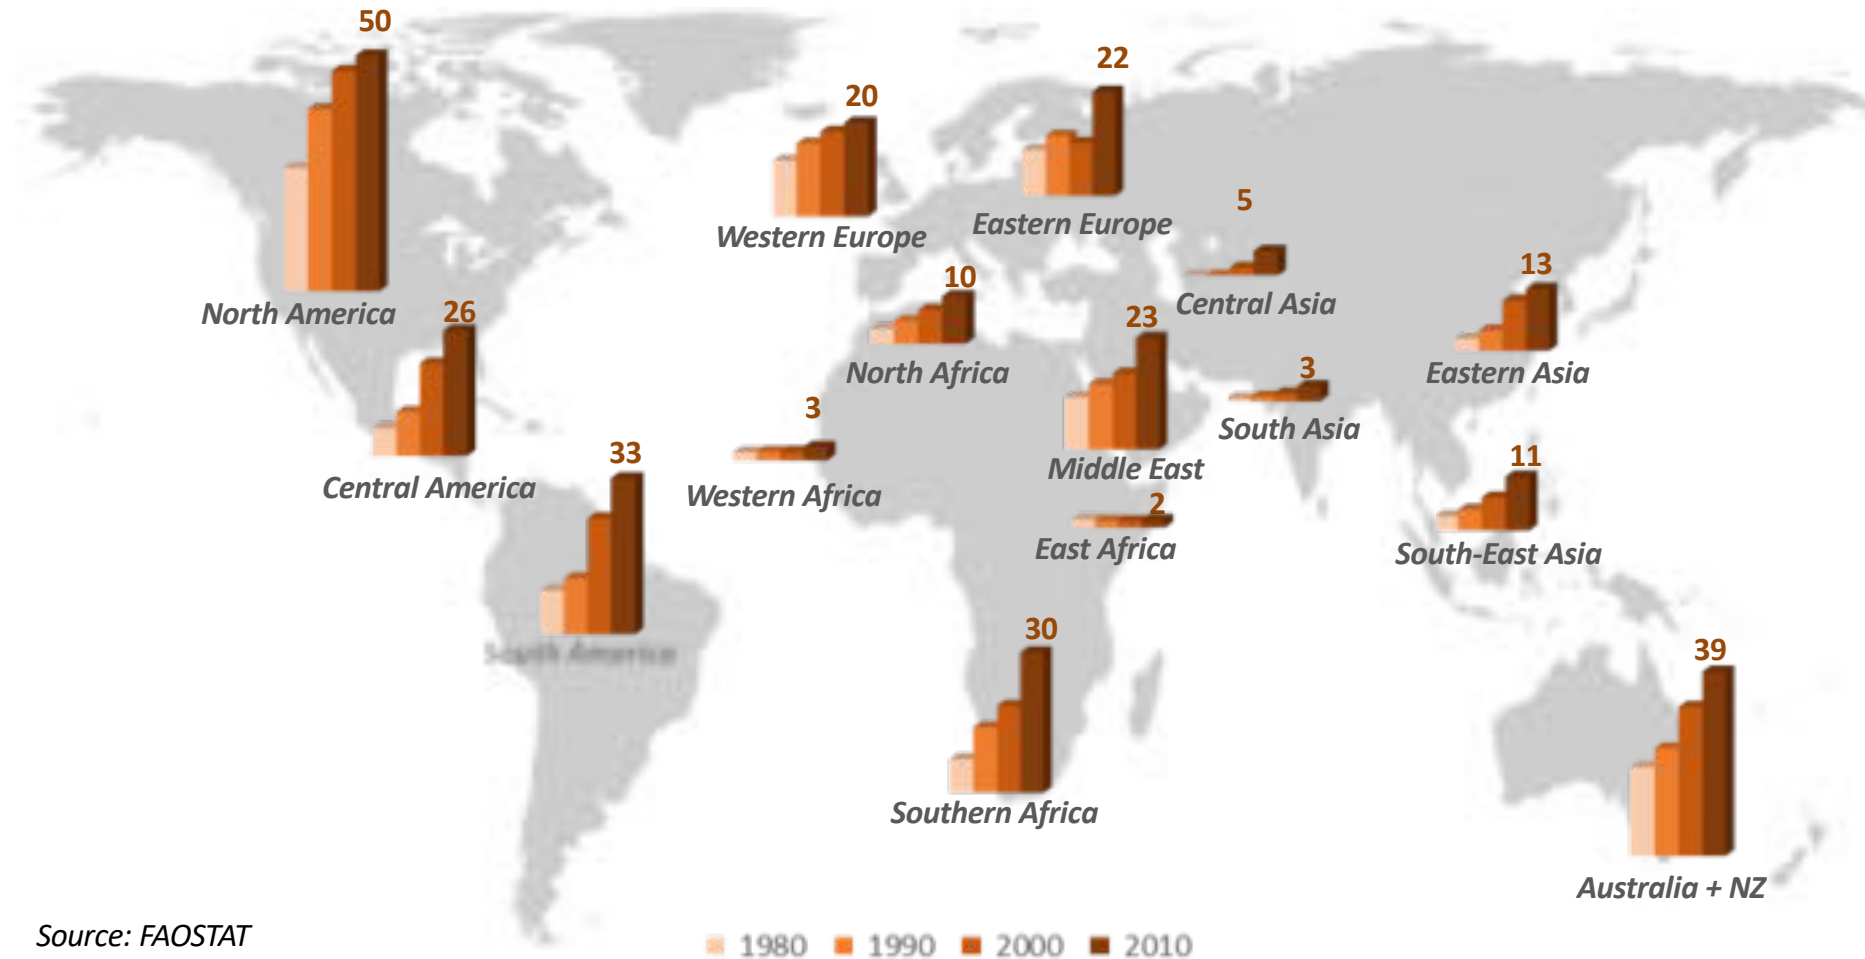 50
22
20
Western Europe
Eastern Europe
5
10
13
North America
26
Central Asia
23
North Africa
3
Eastern Asia
3
South Asia
33
Middle East
11
Central America
Western Africa
2
East Africa
South-East Asia
South America
30
39
Southern Africa
Australia + NZ
Source: FAOSTAT
1980 1990 2000 2010